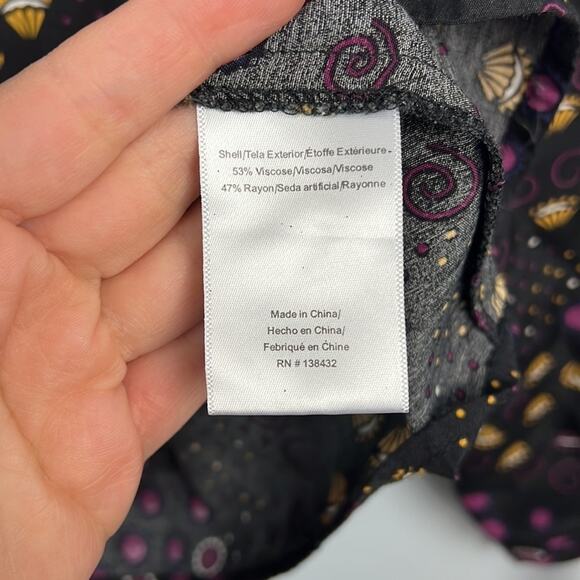 Shell/Tela Exterior/Étoffe Extérieure
53% Viscose/Viscosa/Viscose
47% Rayon/Seda artificial/Rayonne
Made in China/
Hecho en China/
Fabriqué en Chine
RN # 138432